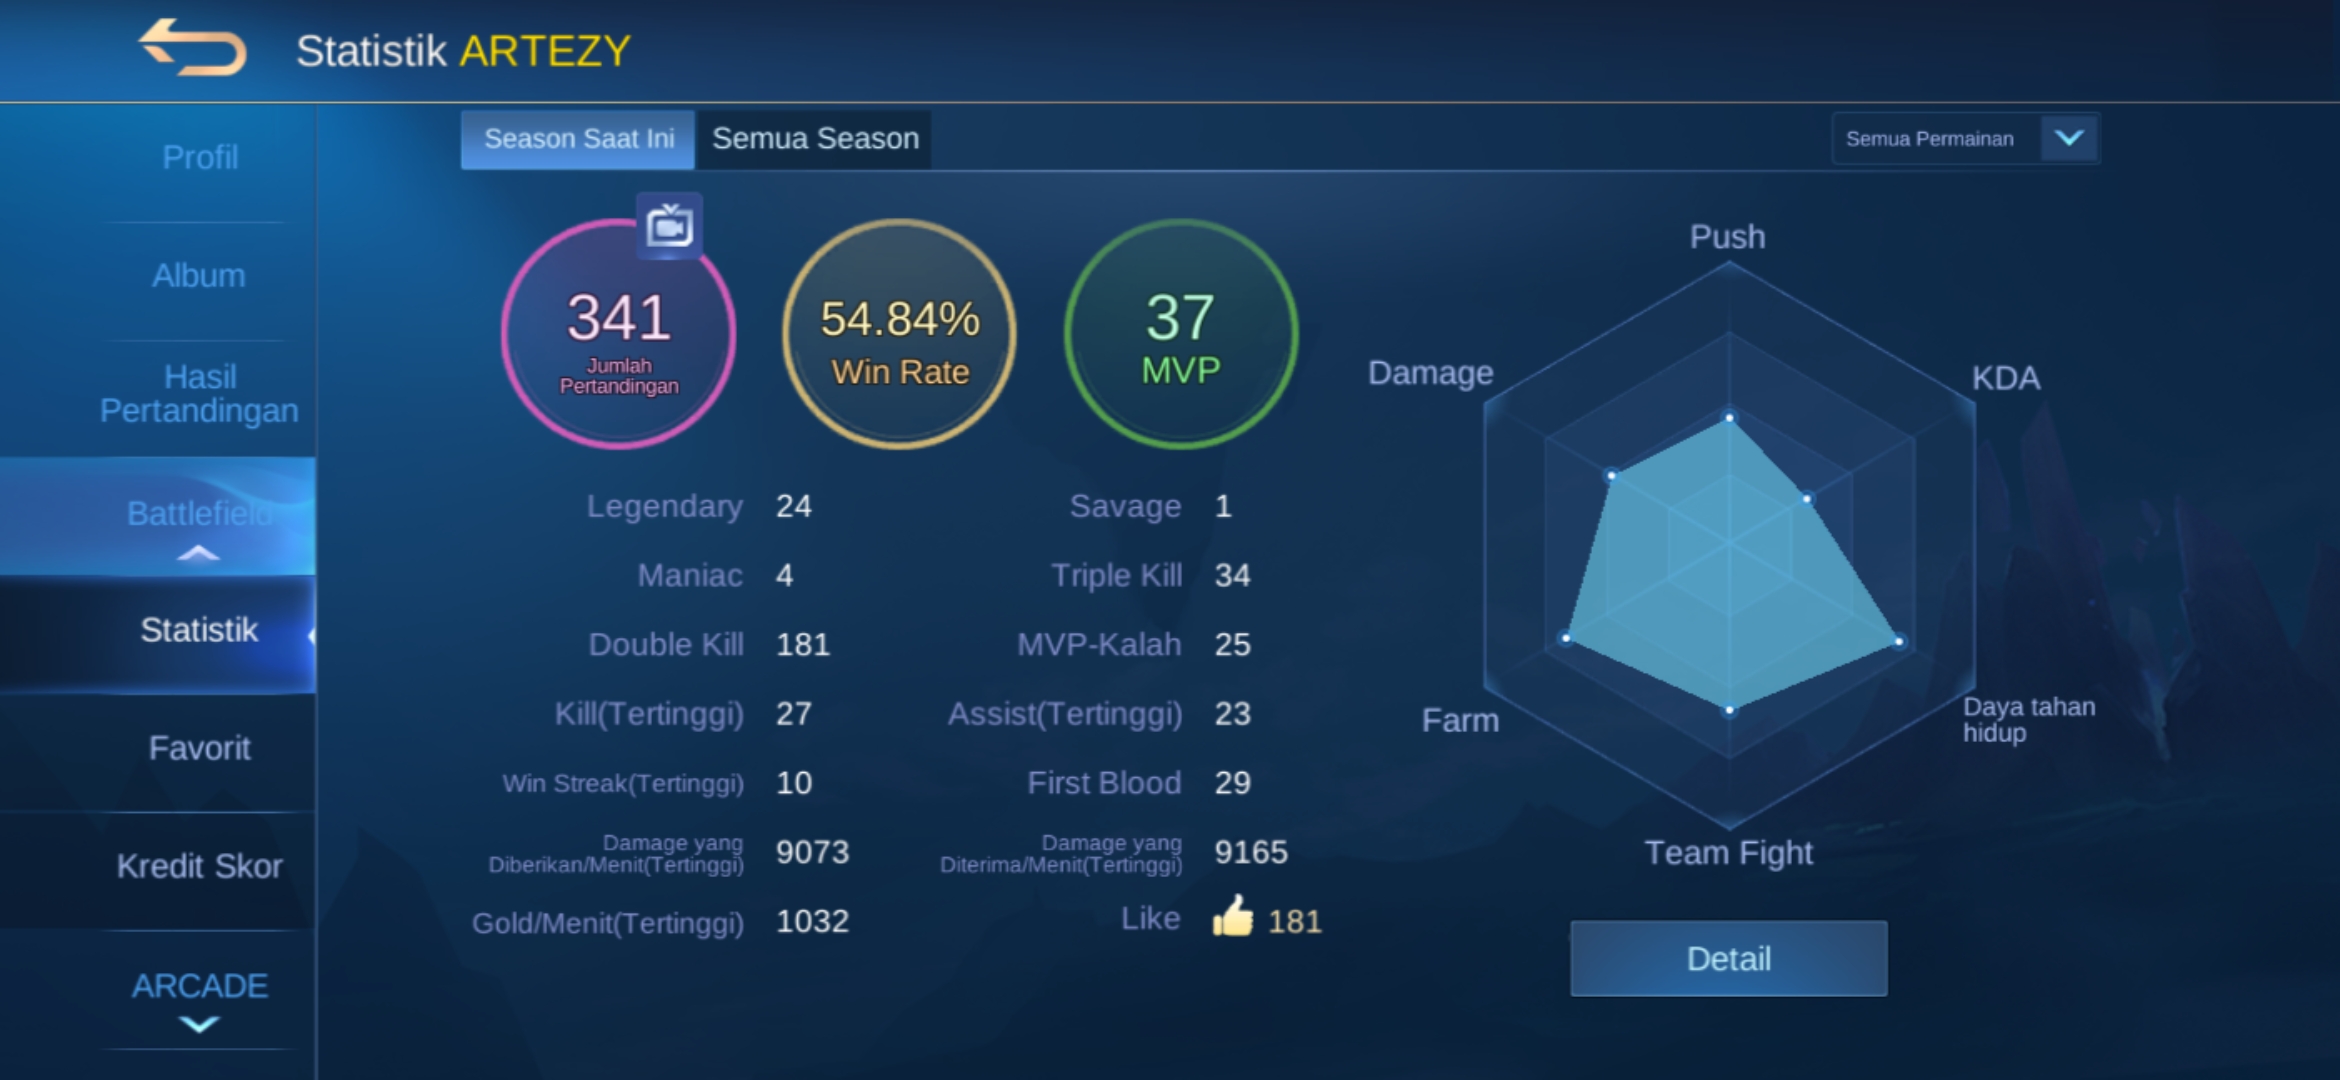 Statistik ARTEZY
Season Saat Ini
Semua Season
Semua Permainan
Profil
Album
Hasil
Pertandingan
Battlefield
Statistik
Favorit
Kredit Skor
ARCADE
341
Jumlah
Pertandingan
54.84%
Win Rate
37
MVP
Legendary 24
Savage 1
Maniac 4
Triple Kill 34
Double Kill 181
MVP-Kalah 25
Kill(Tertinggi) 27
Assist(Tertinggi) 23
Win Streak(Tertinggi) 10
First Blood 29
Damage yang
Diberikan/Menit(Tertinggi) 9073
Damage yang
Diterima/Menit(Tertinggi) 9165
Gold/Menit(Tertinggi) 1032
Like 181
Push
Damage
KDA
Farm
Daya tahan
hidup
Team Fight
Detail